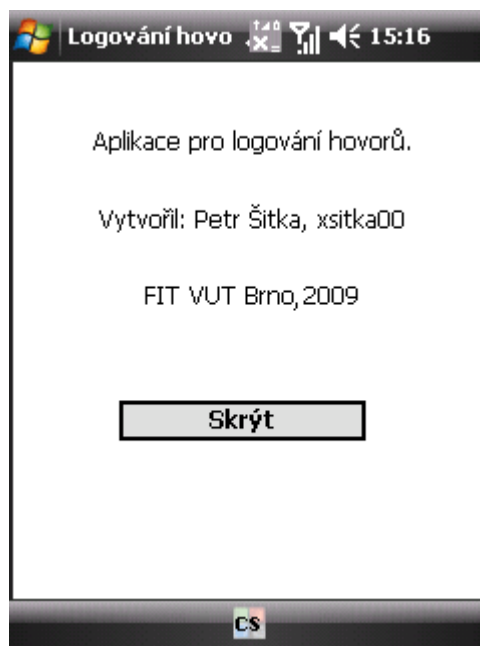 Logování hovo 15:16
Aplikace pro logování hovorů.
Vytvořil: Petr Šitka, xsitka00
FIT VUT Brno, 2009
Skrýt
CS